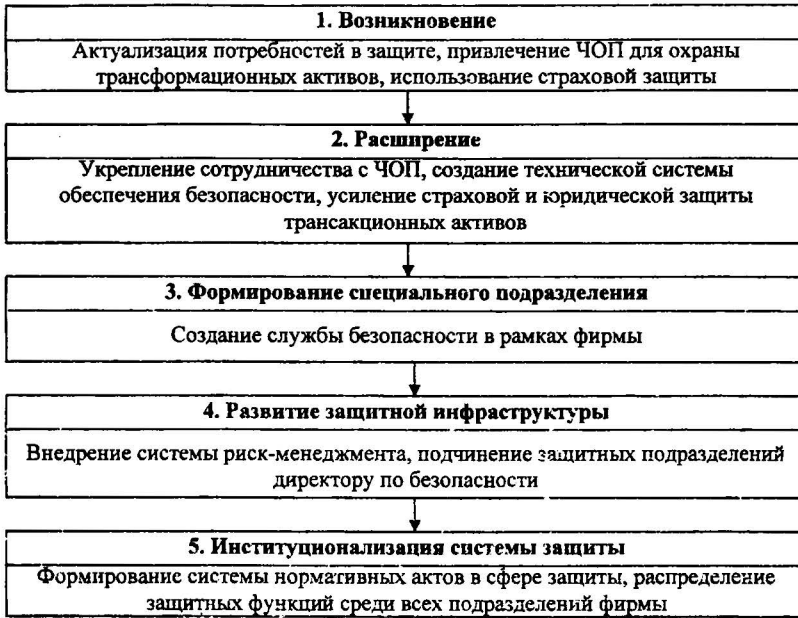 1. Возникновение
Актуализация потребностей в защите, привлечение ЧОП для охраны
трансформационных активов, использование страховой защиты
2. Расширение
Укрепление сотрудничества с ЧОП, создание технической системы
обеспечения безопасности, усиление страховой и юридической защиты
трансакционных активов
3. Формирование специального подразделения
Создание службы безопасности в рамках фирмы
4. Развитие защитной инфраструктуры
Внедрение системы риск-менеджмента, подчинение защитных подразделений
директору по безопасности
5. Институционализация системы защиты
Формирование системы нормативных актов в сфере защиты, распределение
защитных функций среди всех подразделений фирмы